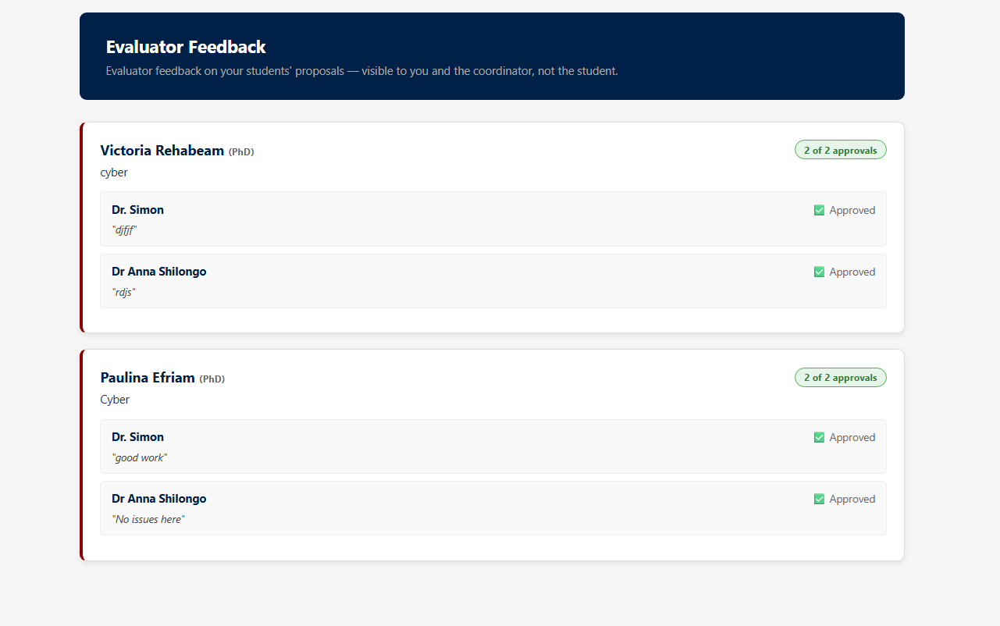 Evaluator Feedback
Evaluator feedback on your students' proposals — visible to you and the coordinator, not the student.
Victoria Rehabeam (PhD)
2 of 2 approvals
cyber
Dr. Simon
✅ Approved
"djfjf"
Dr Anna Shilongo
✅ Approved
"rdjs"
Paulina Efriam (PhD)
2 of 2 approvals
Cyber
Dr. Simon
✅ Approved
"good work"
Dr Anna Shilongo
✅ Approved
"No issues here"